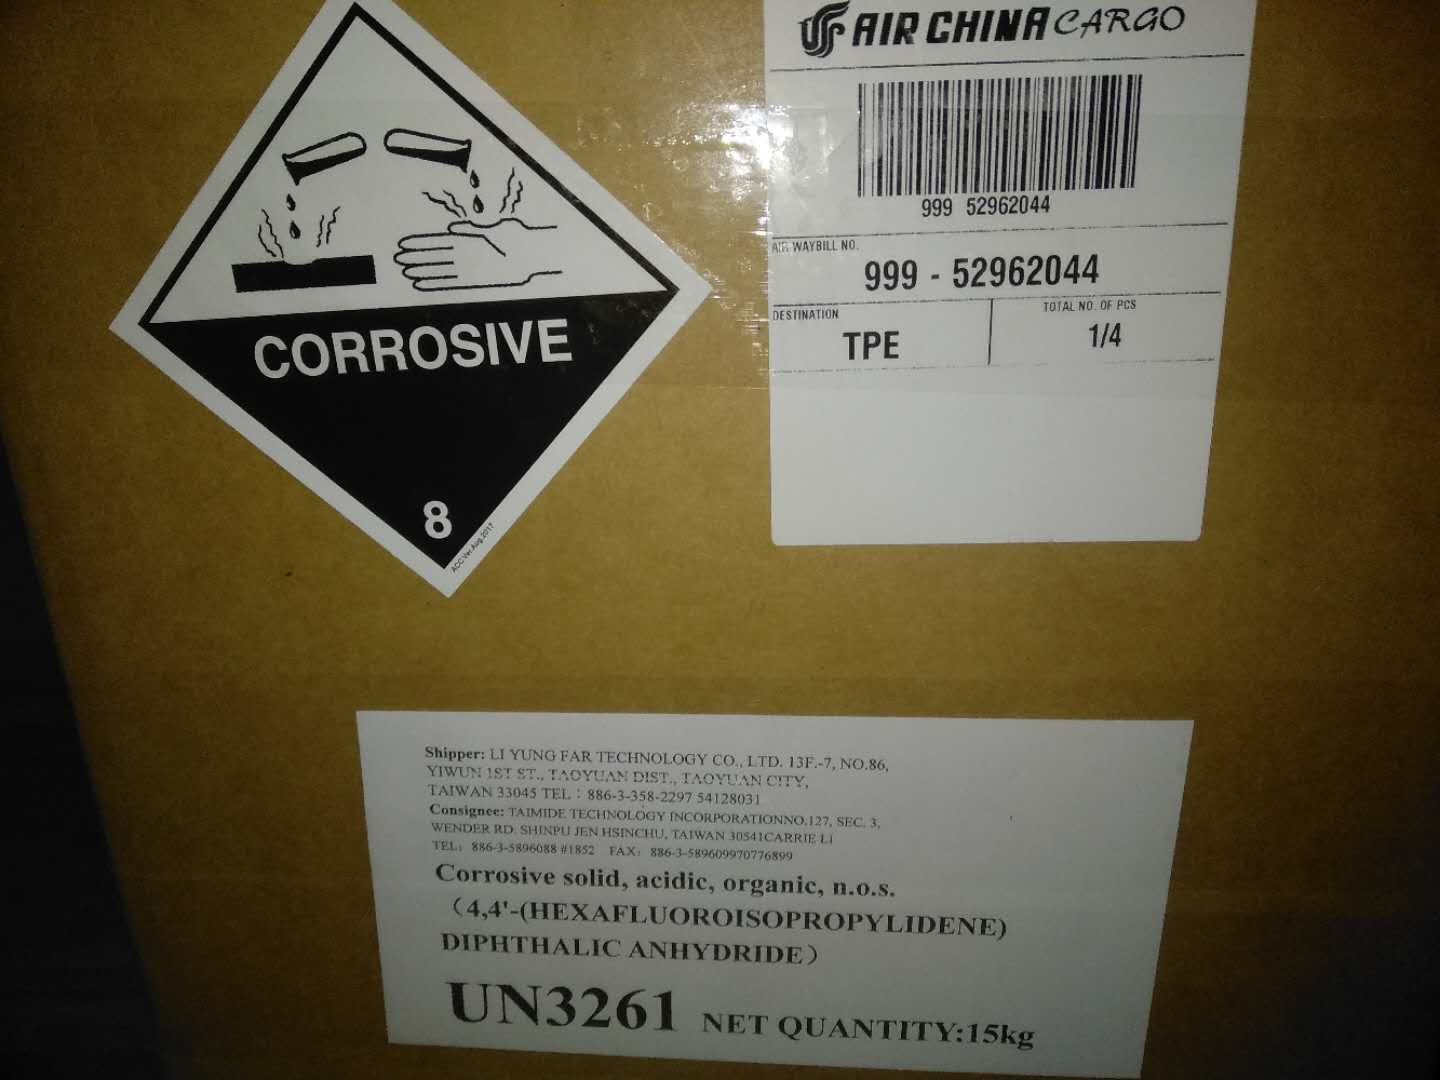 CORROSIVE
8
ACC Ver.Aug.2017
AIR CHINA CARGO
999 52962044
AIR WAYBILL NO.
999 - 52962044
DESTINATION
TPE
TOTAL NO. OF PCS
1/4
Shipper: LI YUNG FAR TECHNOLOGY CO., LTD. 13F.-7, NO.86,
YIWUN 1ST ST., TAOYUAN DIST., TAOYUAN CITY,
TAIWAN 33045 TEL：886-3-358-2297 54128031
Consignee: TAIMIDE TECHNOLOGY INCORPORATIONNO.127, SEC. 3,
WENDER RD. SHINPU JEN HSINCHU, TAIWAN 30541CARRIE LI
TEL：886-3-5896088 #1852 FAX：886-3-589609970776899
Corrosive solid, acidic, organic, n.o.s.
（4,4'-(HEXAFLUOROISOPROPYLIDENE)
DIPHTHALIC ANHYDRIDE）
UN3261 NET QUANTITY:15kg